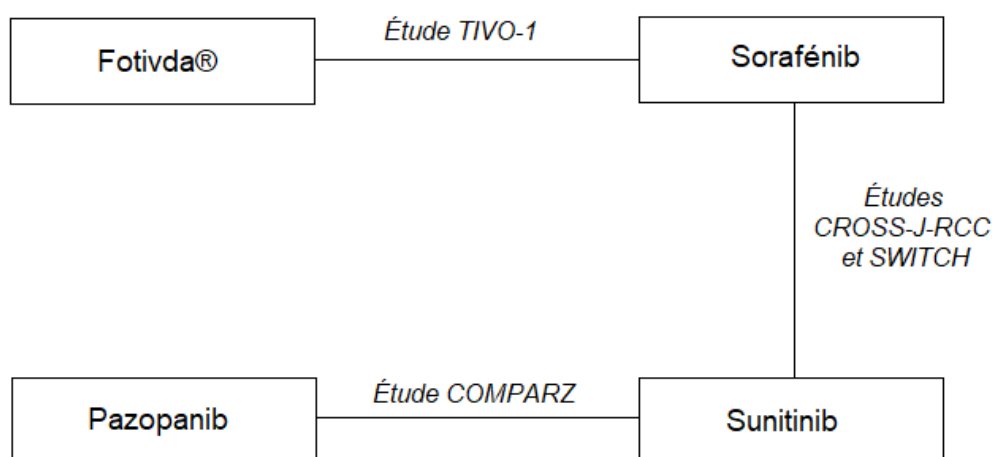 Étude TIVO-1
Fotivda®
Sorafénib
Études
CROSS-J-RCC
et SWITCH
Étude COMPARZ
Pazopanib
Sunitinib